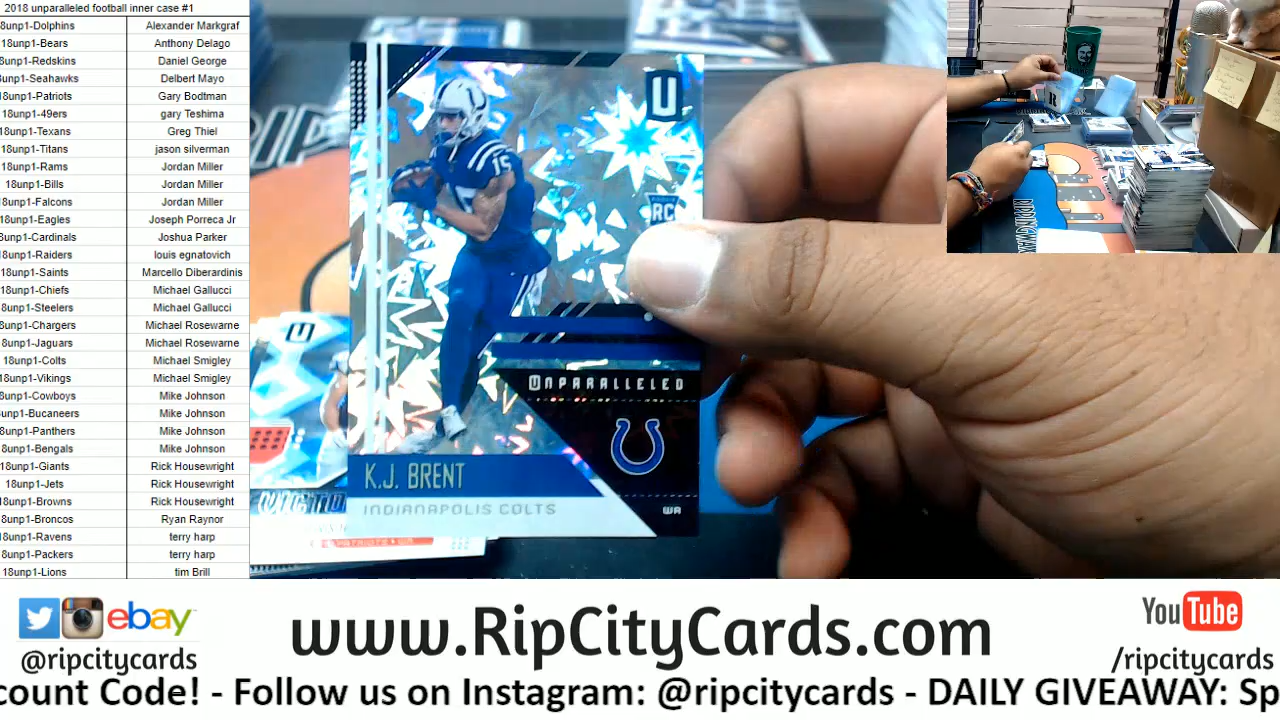 2018 unparalleled football inner case #1
8unp1-Dolphins Alexander Markgraf
18unp1-Bears Anthony Delago
8unp1-Redskins Daniel George
8unp1-Seahawks Delbert Mayo
18unp1-Patriots Gary Bodtman
18unp1-49ers gary Teshima
18unp1-Texans Greg Thiel
18unp1-Titans jason silverman
18unp1-Rams Jordan Miller
18unp1-Bills Jordan Miller
18unp1-Falcons Jordan Miller
18unp1-Eagles Joseph Porreca Jr
8unp1-Cardinals Joshua Parker
18unp1-Raiders louis egnatovich
18unp1-Saints Marcello Diberardinis
18unp1-Chiefs Michael Gallucci
8unp1-Steelers Michael Gallucci
8unp1-Chargers Michael Rosewarne
8unp1-Jaguars Michael Rosewarne
18unp1-Colts Michael Smigley
18unp1-Vikings Michael Smigley
8unp1-Cowboys Mike Johnson
unp1-Bucaneers Mike Johnson
8unp1-Panthers Mike Johnson
8unp1-Bengals Mike Johnson
18unp1-Giants Rick Housewright
18unp1-Jets Rick Housewright
8unp1-Browns Rick Housewright
8unp1-Broncos Ryan Raynor
18unp1-Ravens terry harp
8unp1-Packers terry harp
18unp1-Lions tim Brill
U
15
RC
UNPARALLELED
K.J. BRENT
INDIANAPOLIS COLTS
WR
ebay
@ripcitycards
www.RipCityCards.com
YouTube
/ripcitycards
count Code! - Follow us on Instagram: @ripcitycards - DAILY GIVEAWAY: Sp